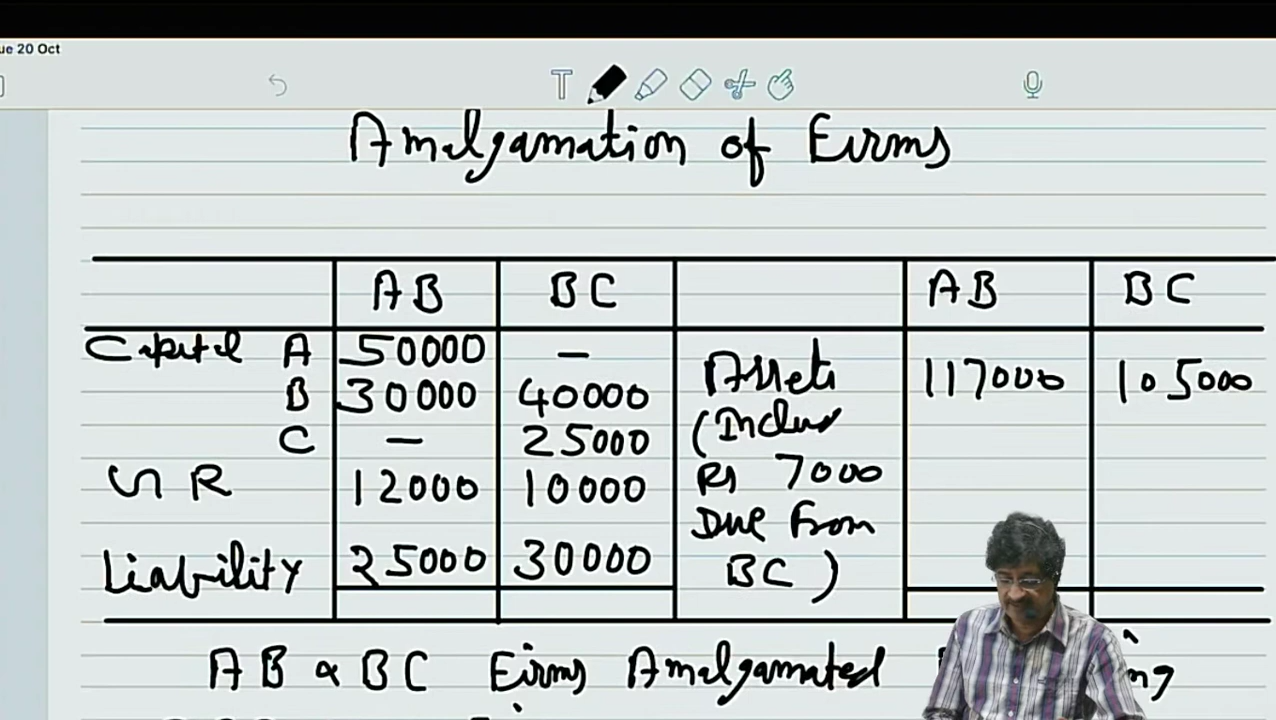 ue 20 Oct
T
Amalgamation of Firms
AB BC AB BC
Capital A 50000 — Assets 117000 105000
B 30000 40000 (Includ
C — 25000 Rs 7000
GR 12000 10000 Due From
Liability 25000 30000 BC)
AB & BC Firms Amalgamated